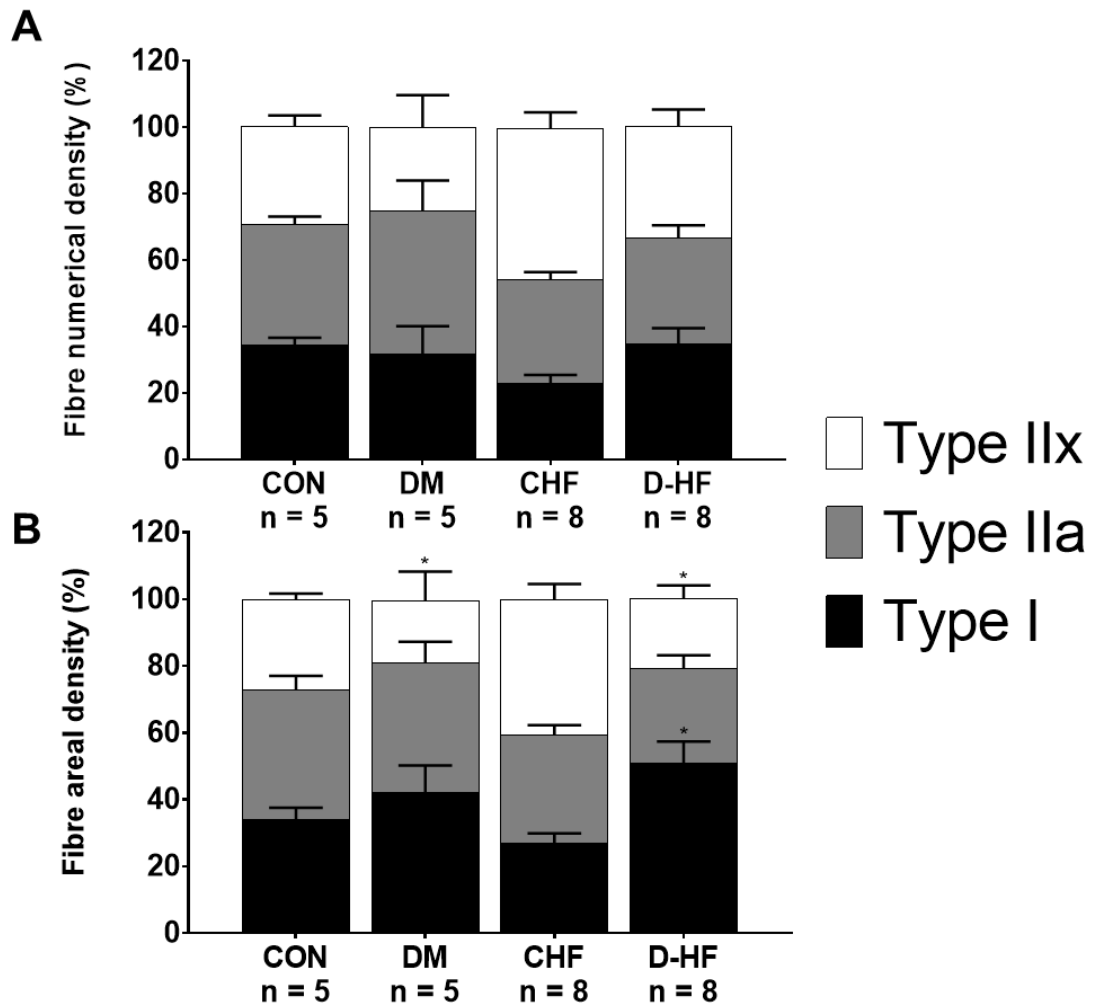 A
Fibre numerical density (%)
120
100
80
60
40
20
0
CON DM CHF D-HF
n = 5 n = 5 n = 8 n = 8
B
Fibre areal density (%)
120
100
80
60
40
20
0
*
*
*
CON DM CHF D-HF
n = 5 n = 5 n = 8 n = 8
Type IIx
Type IIa
Type I